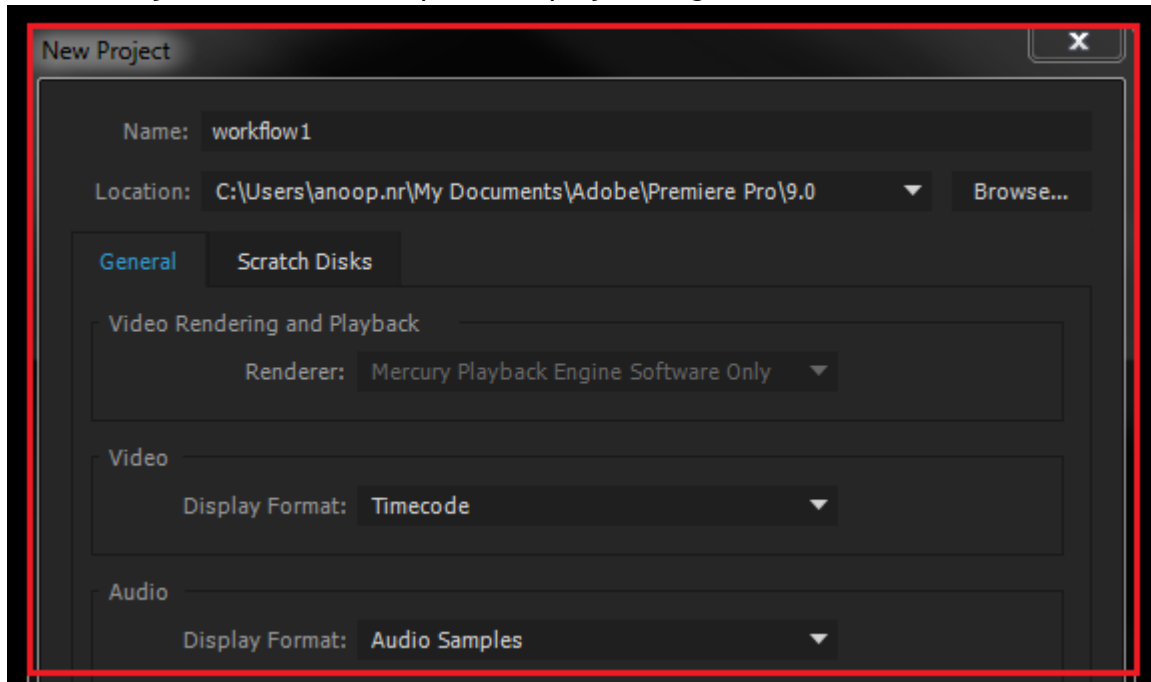 New Project
x
Name: workflow1
Location: C:\Users\anoop.nr\My Documents\Adobe\Premiere Pro\9.0 Browse...
General Scratch Disks
Video Rendering and Playback
Renderer: Mercury Playback Engine Software Only
Video
Display Format: Timecode
Audio
Display Format: Audio Samples